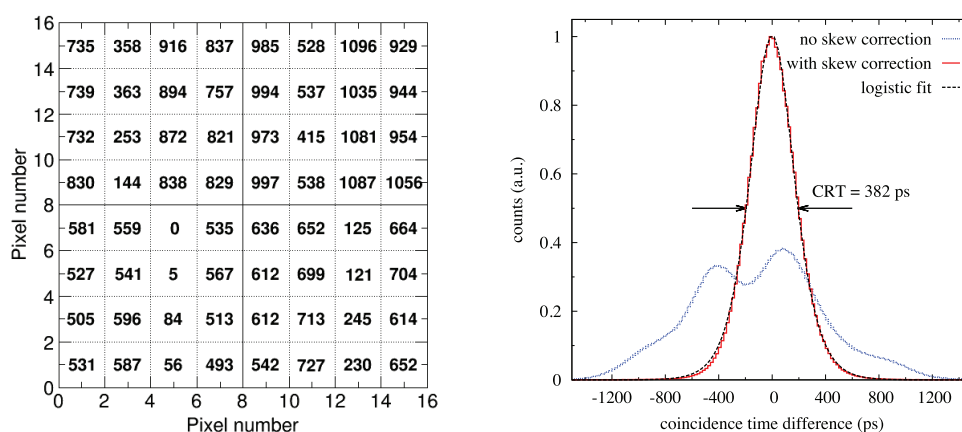 16
735 358 916 837 985 528 1096 929
14
739 363 894 757 994 537 1035 944
12
732 253 872 821 973 415 1081 954
10
830 144 838 829 997 538 1087 1056
8
581 559 0 535 636 652 125 664
6
527 541 5 567 612 699 121 704
4
505 596 84 513 612 713 245 614
2
531 587 56 493 542 727 230 652
0
0 2 4 6 8 10 12 14 16
Pixel number
Pixel number
no skew correction
with skew correction
logistic fit
CRT = 382 ps
1
0.8
0.6
0.4
0.2
0
counts (a.u.)
-1200 -800 -400 0 400 800 1200
coincidence time difference (ps)